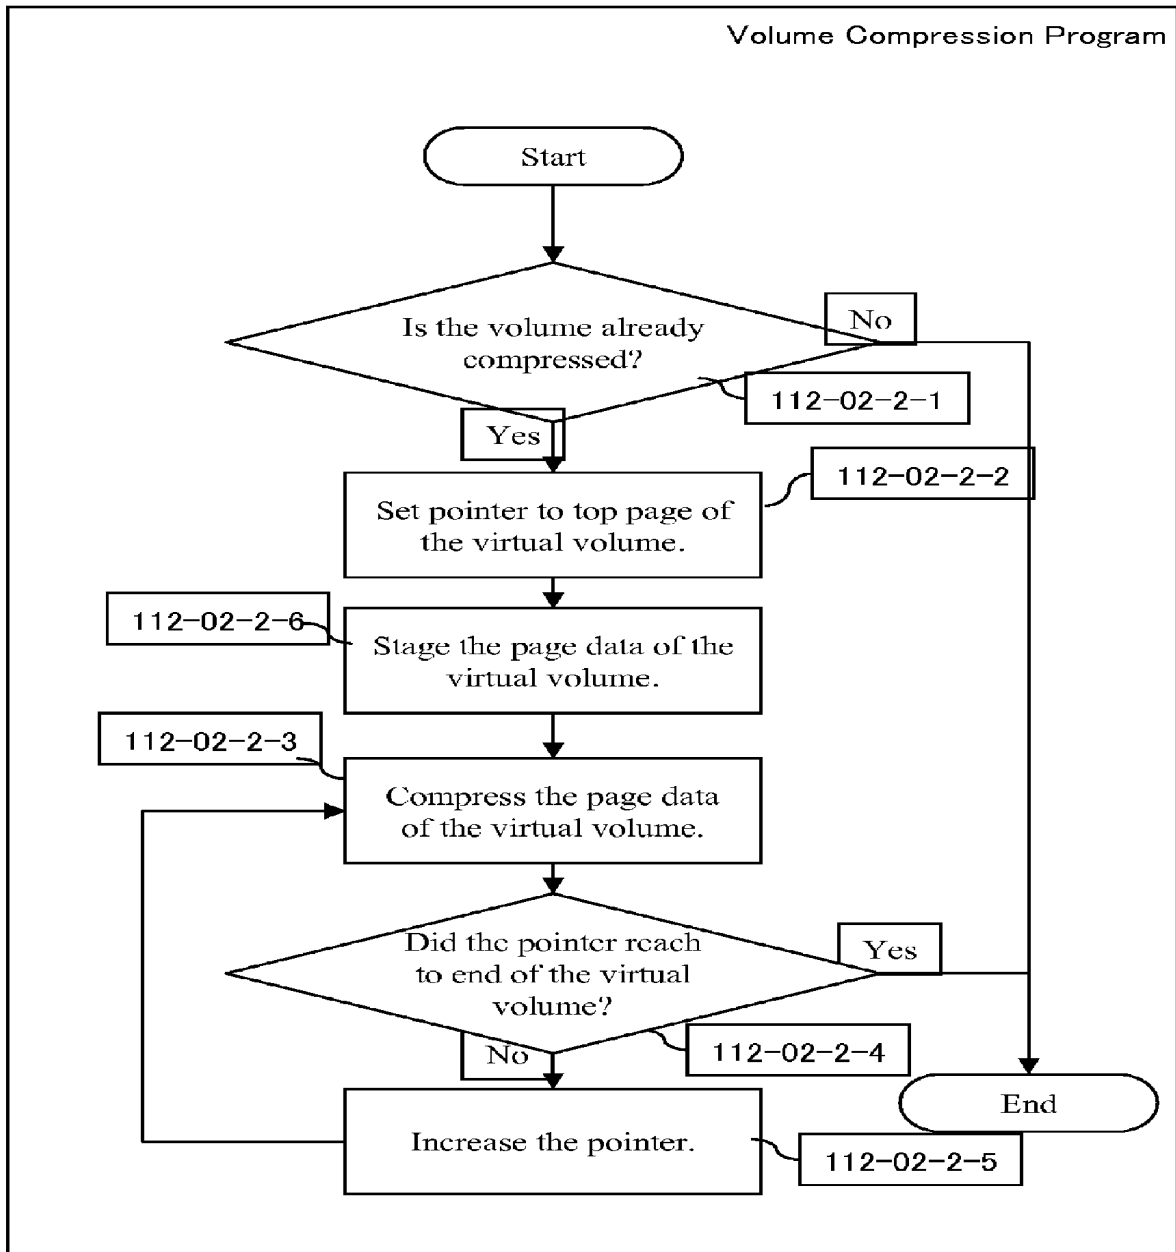 Volume Compression Program
Start
Is the volume already
compressed?
No
112-02-2-1
Yes
112-02-2-2
Set pointer to top page of
the virtual volume.
112-02-2-6
Stage the page data of the
virtual volume.
112-02-2-3
Compress the page data
of the virtual volume.
Did the pointer reach
to end of the virtual
volume?
Yes
No
112-02-2-4
End
Increase the pointer.
112-02-2-5